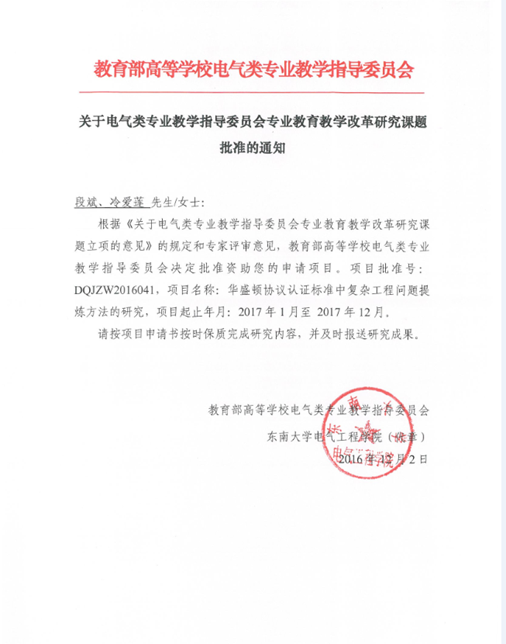 教育部高等学校电气类专业教学指导委员会
关于电气类专业教学指导委员会专业教育教学改革研究课题
批准的通知
段斌、冷爱莲 先生/女士：
根据《关于电气类专业教学指导委员会专业教育教学改革研究课
题立项的意见》的规定和专家评审意见，教育部高等学校电气类专业
教学指导委员会决定批准资助您的申请项目。项目批准号：
DQJZW2016041，项目名称：华盛顿协议认证标准中复杂工程问题提
炼方法的研究，项目起止年月：2017 年 1 月至 2017 年 12 月。
请按项目申请书按时保质完成研究内容，并及时报送研究成果。
教育部高等学校电气类专业教学指导委员会
东南大学电气工程学院（代章）
2016 年 12 月 2 日
东南大学
电气工程学院